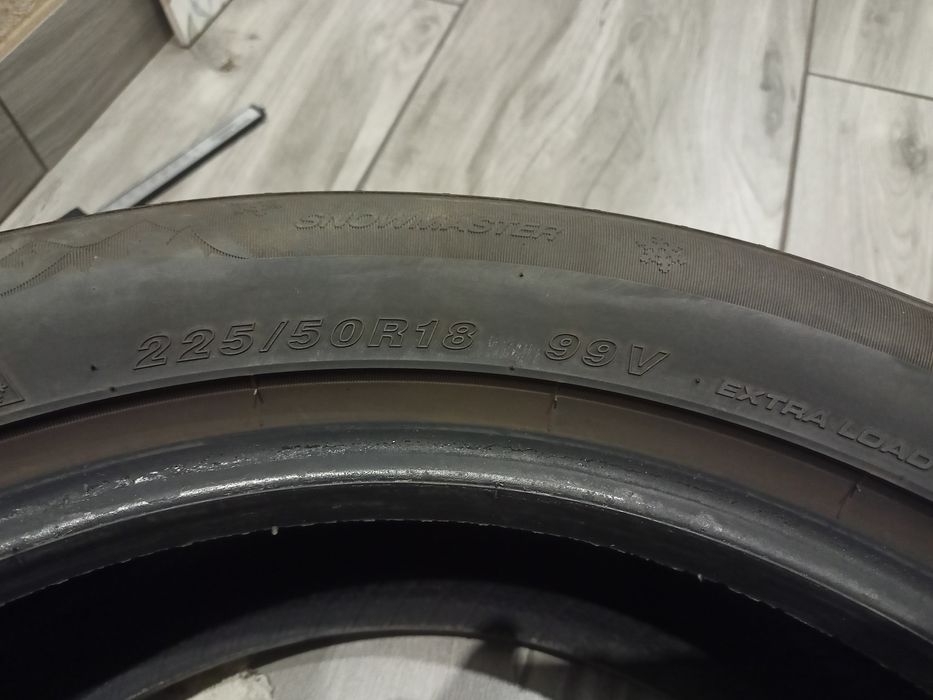 SNOWMASTER
225/50R18 99V
EXTRA LOAD